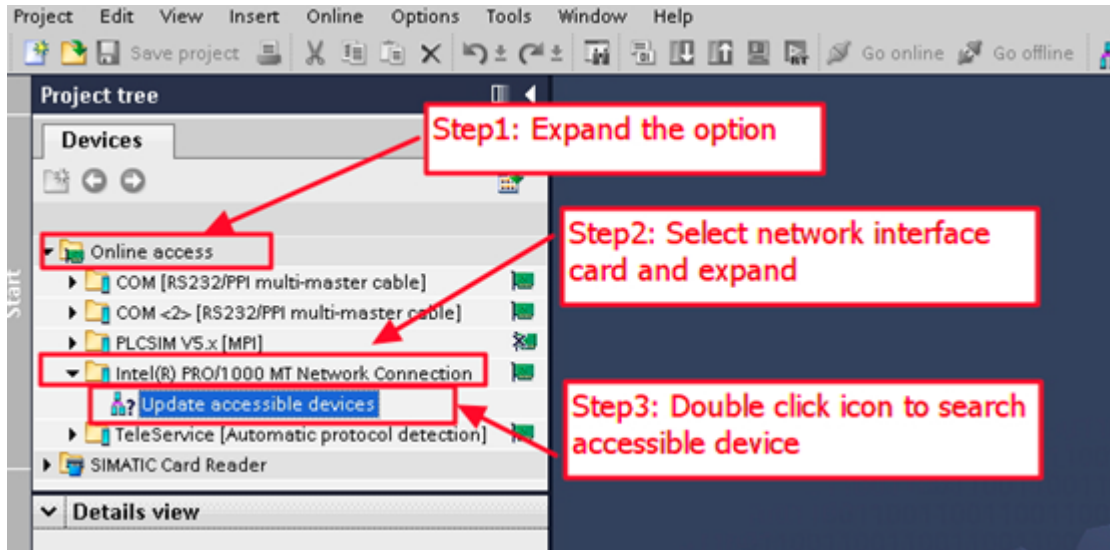 Project Edit View Insert Online Options Tools Window Help
Save project Go online Go offline
Project tree
Devices
Step1: Expand the option
Start
Online access
COM [RS232/PPI multi-master cable]
COM <2> [RS232/PPI multi-master cable]
PLCSIM V5.x [MPI]
Intel(R) PRO/1000 MT Network Connection
Update accessible devices
TeleService [Automatic protocol detection]
SIMATIC Card Reader
Step2: Select network interface
card and expand
Step3: Double click icon to search
accessible device
Details view